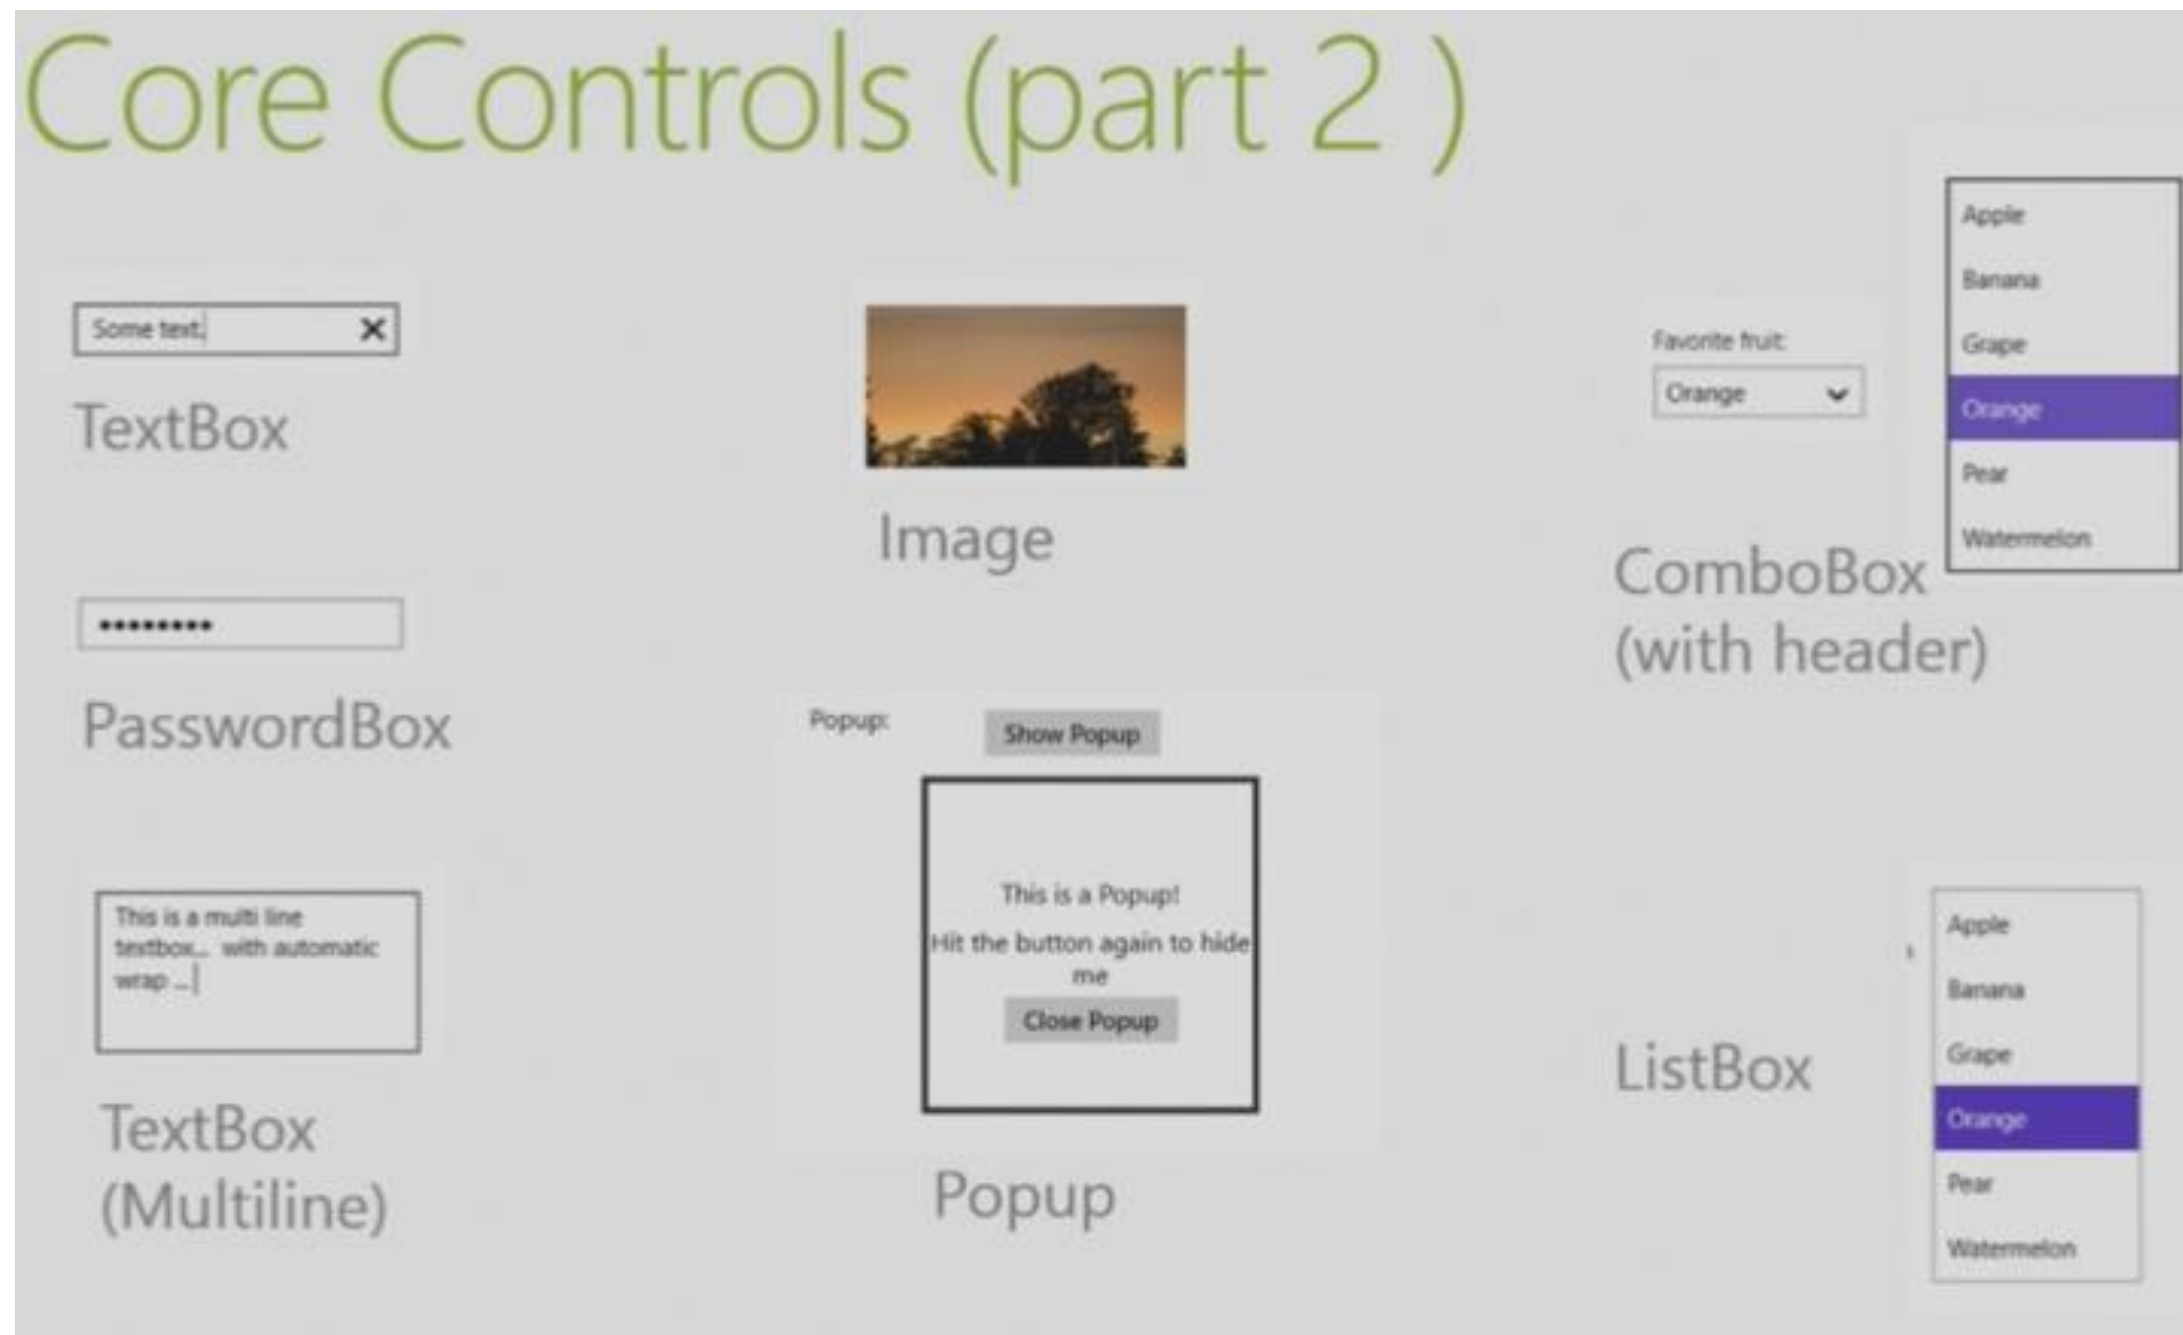 Core Controls (part 2 )
Some text.
TextBox
••••••••
PasswordBox
This is a multi line
textbox... with automatic
wrap ...
TextBox
(Multiline)
Image
Popup:
Show Popup
This is a Popup!
Hit the button again to hide
me
Close Popup
Popup
Favorite fruit:
Orange
ComboBox
(with header)
Apple
Banana
Grape
Orange
Pear
Watermelon
ListBox
Apple
Banana
Grape
Orange
Pear
Watermelon